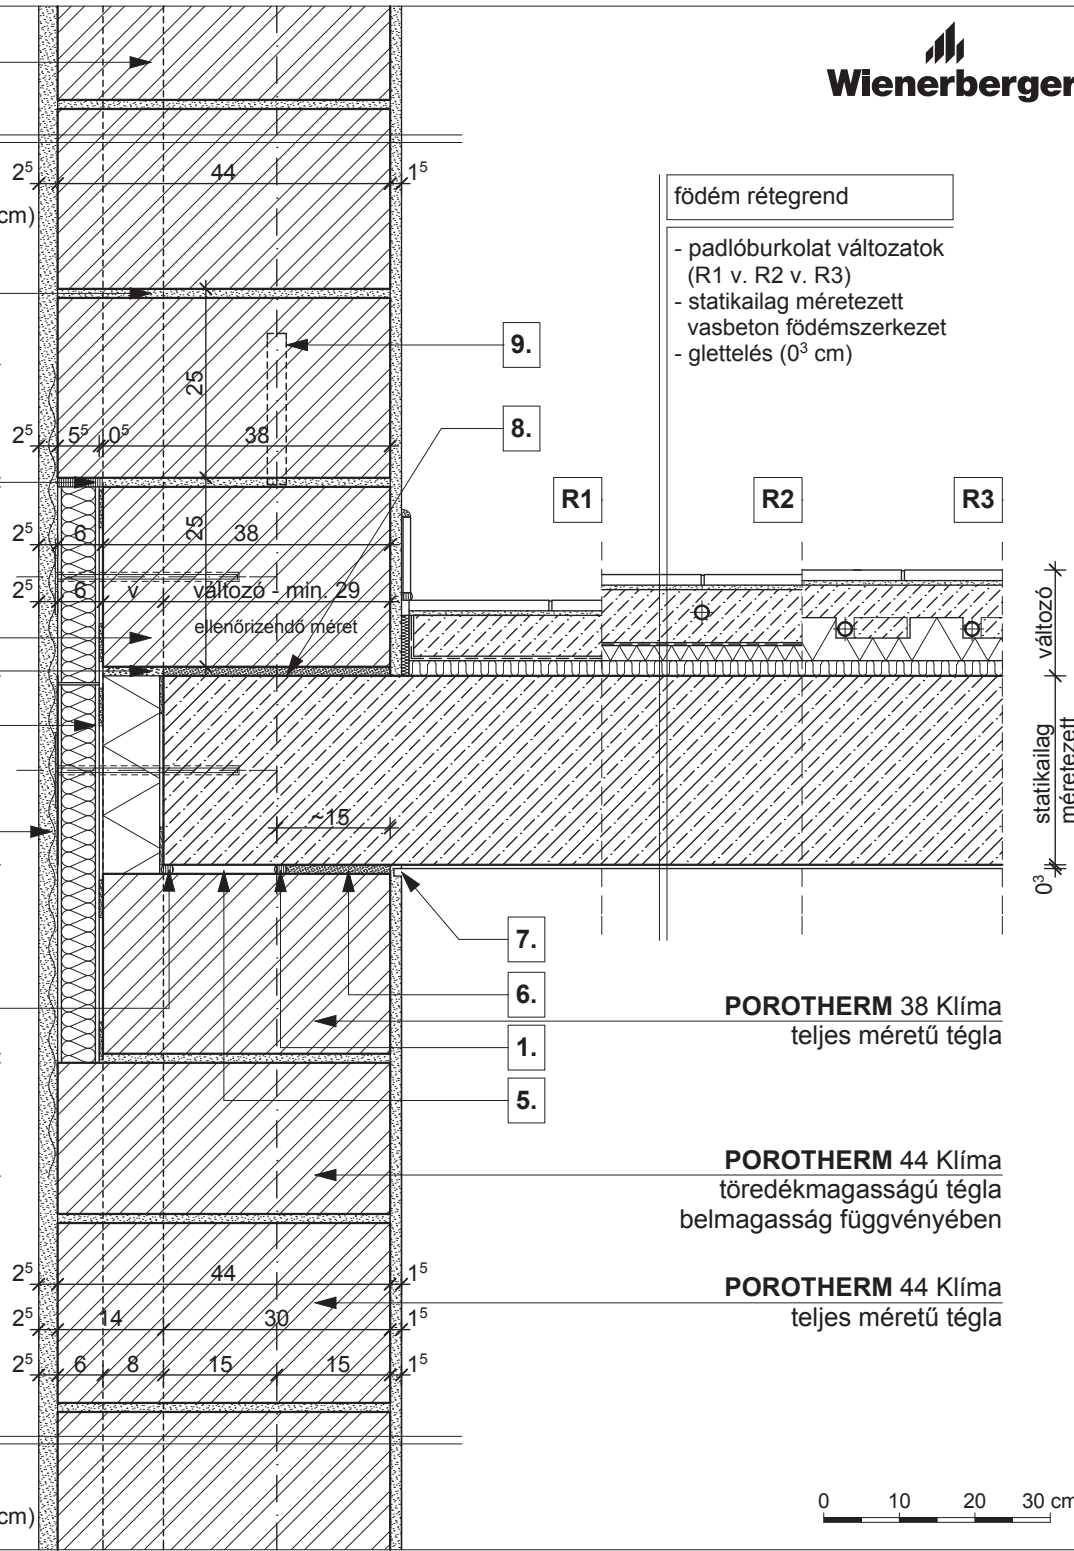 Wienerberger
2⁵ 44 1⁵
cm)
födém rétegrend
- padlóburkolat változatok
(R1 v. R2 v. R3)
- statikailag méretezett
vasbeton födémszerkezet
- glettelés (0³ cm)
9.
25
8.
2⁵ 5⁵ 0⁵ 38
R1 R2 R3
25
2⁵ 6 38
2⁵ 6 v változó - min. 29
ellenőrizendő méret
változó
statikailag
méretezett
~15
0³
7.
6.
POROTHERM 38 Klíma
teljes méretű tégla
1.
5.
POROTHERM 44 Klíma
töredékmagasságú tégla
belmagasság függvényében
2⁵ 44 1⁵
POROTHERM 44 Klíma
teljes méretű tégla
2⁵ 14 30 1⁵
2⁵ 6 8 15 15 1⁵
cm)
0 10 20 30 cm